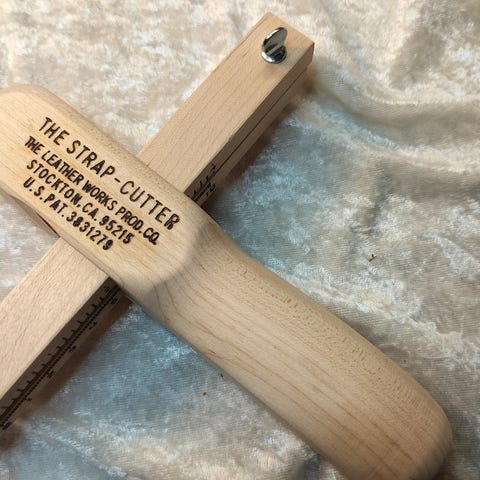 THE STRAP-CUTTER
THE LEATHER WORKS PROD. CO.
STOCKTON, CA. 95215
U.S. PAT. 3831279